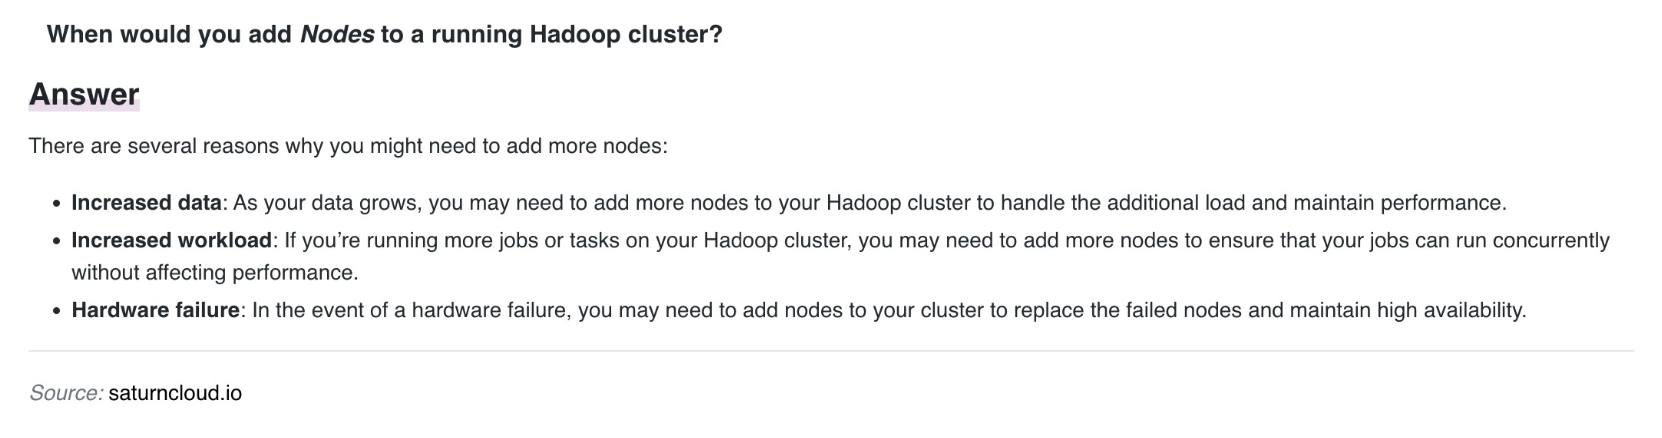 When would you add Nodes to a running Hadoop cluster?
Answer
There are several reasons why you might need to add more nodes:
• Increased data: As your data grows, you may need to add more nodes to your Hadoop cluster to handle the additional load and maintain performance.
• Increased workload: If you’re running more jobs or tasks on your Hadoop cluster, you may need to add more nodes to ensure that your jobs can run concurrently
without affecting performance.
• Hardware failure: In the event of a hardware failure, you may need to add nodes to your cluster to replace the failed nodes and maintain high availability.
Source: saturncloud.io